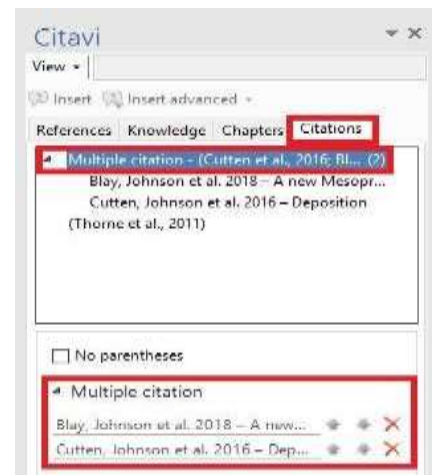 Citavi
View
Insert Insert advanced
References Knowledge Chapters Citations
Multiple citation - (Cutten et al., 2016; Bl... (2)
Blay, Johnson et al. 2018 – A new Mesopr...
Cutten, Johnson et al. 2016 – Deposition
(Thorne et al., 2011)
No parentheses
Multiple citation
Blay, Johnson et al. 2018 – A new...
Cutten, Johnson et al. 2016 – Dep...